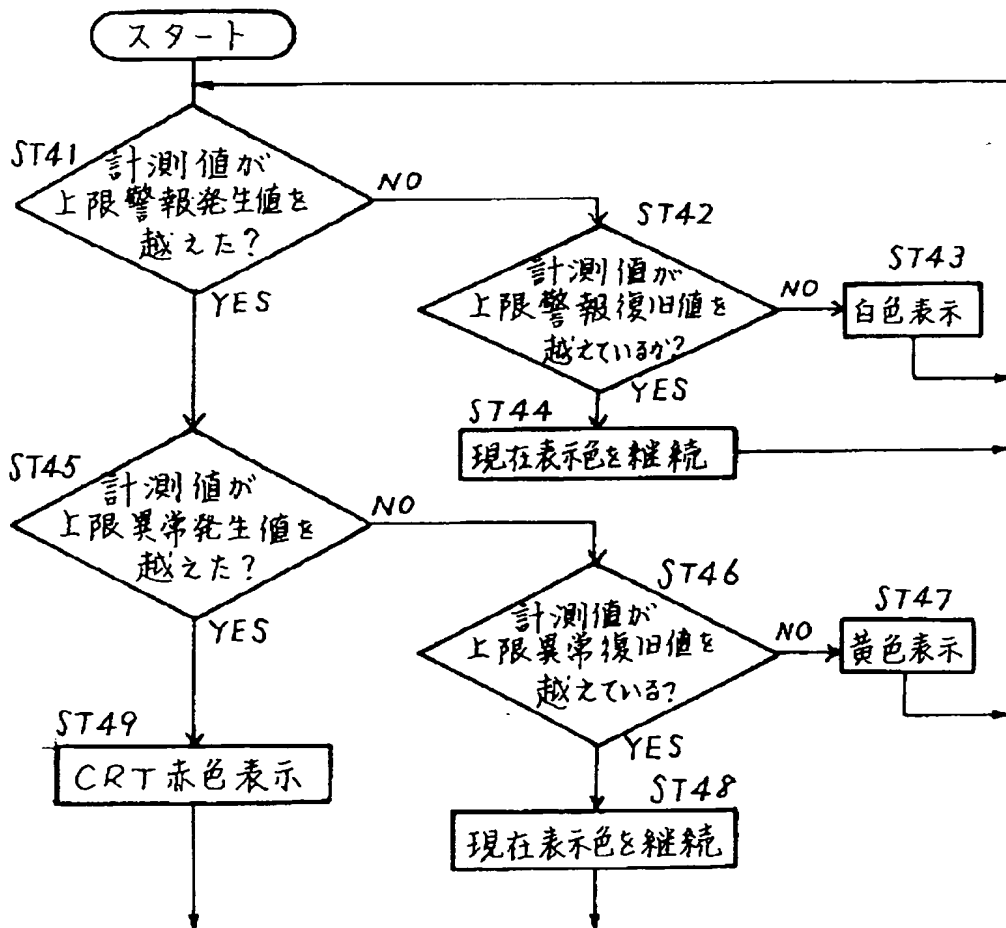 スタート
ST41
計測値が
上限警報発生値を
越えた?
NO
YES
ST42
計測値が
上限警報復旧値を
越えているか?
NO
YES
ST43
白色表示
ST44
現在表示色を継続
ST45
計測値が
上限異常発生値を
越えた?
NO
YES
ST46
計測値が
上限異常復旧値を
越えている?
NO
YES
ST47
黄色表示
ST49
CRT赤色表示
ST48
現在表示色を継続